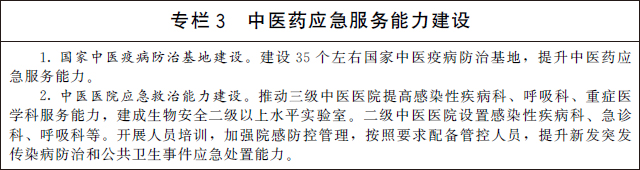 专栏 3　中医药应急服务能力建设
1. 国家中医疫病防治基地建设。建设 35 个左右国家中医疫病防治基地，提升中医药应
急服务能力。
2. 中医医院应急救治能力建设。推动三级中医医院提高感染性疾病科、呼吸科、重症医
学科服务能力，建成生物安全二级以上水平实验室。二级中医医院设置感染性疾病科、急诊
科、呼吸科等。开展人员培训，加强院感防控管理，按照要求配备管控人员，提升新发突发
传染病防治和公共卫生事件应急处置能力。